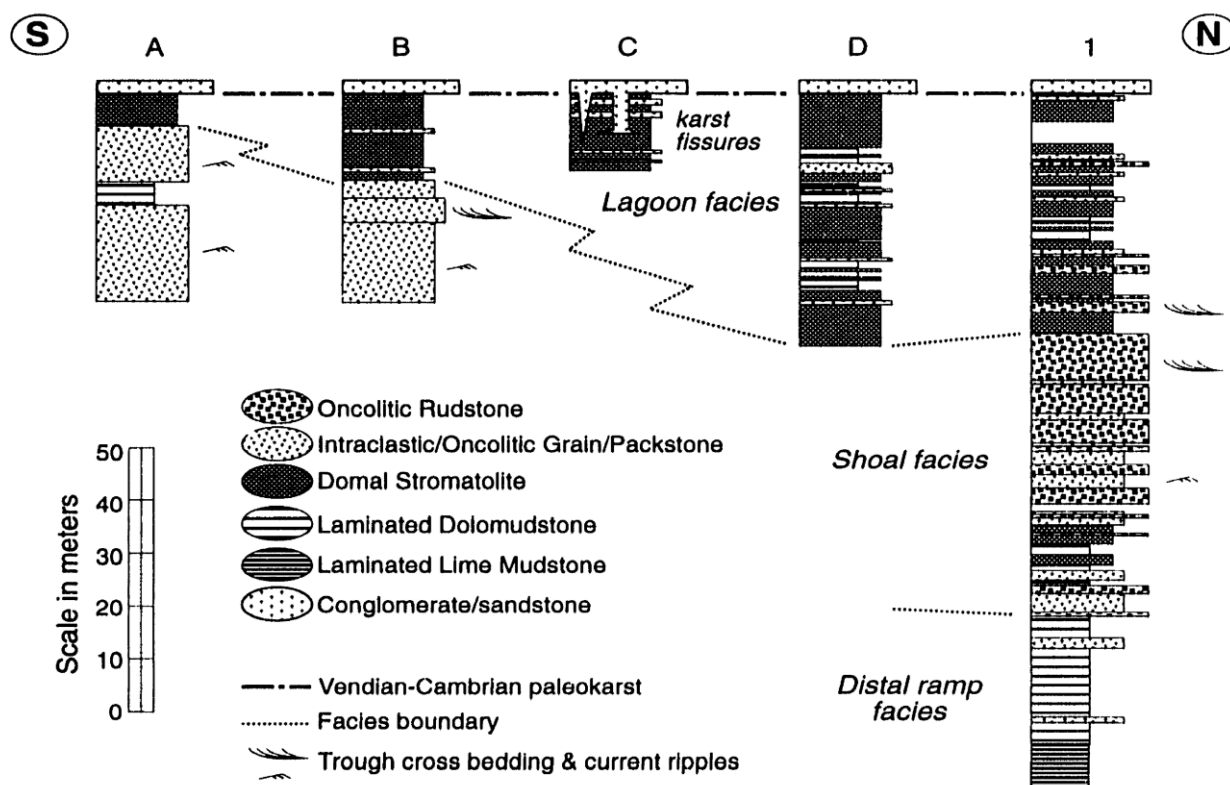 S
A
B
C
D
1
N
karst
fissures
Lagoon facies
Oncolitic Rudstone
Intraclastic/Oncolitic Grain/Packstone
Domal Stromatolite
Laminated Dolomudstone
Laminated Lime Mudstone
Conglomerate/sandstone
Shoal facies
Scale in meters
50
40
30
20
10
0
Vendian-Cambrian paleokarst
Facies boundary
Trough cross bedding & current ripples
Distal ramp
facies